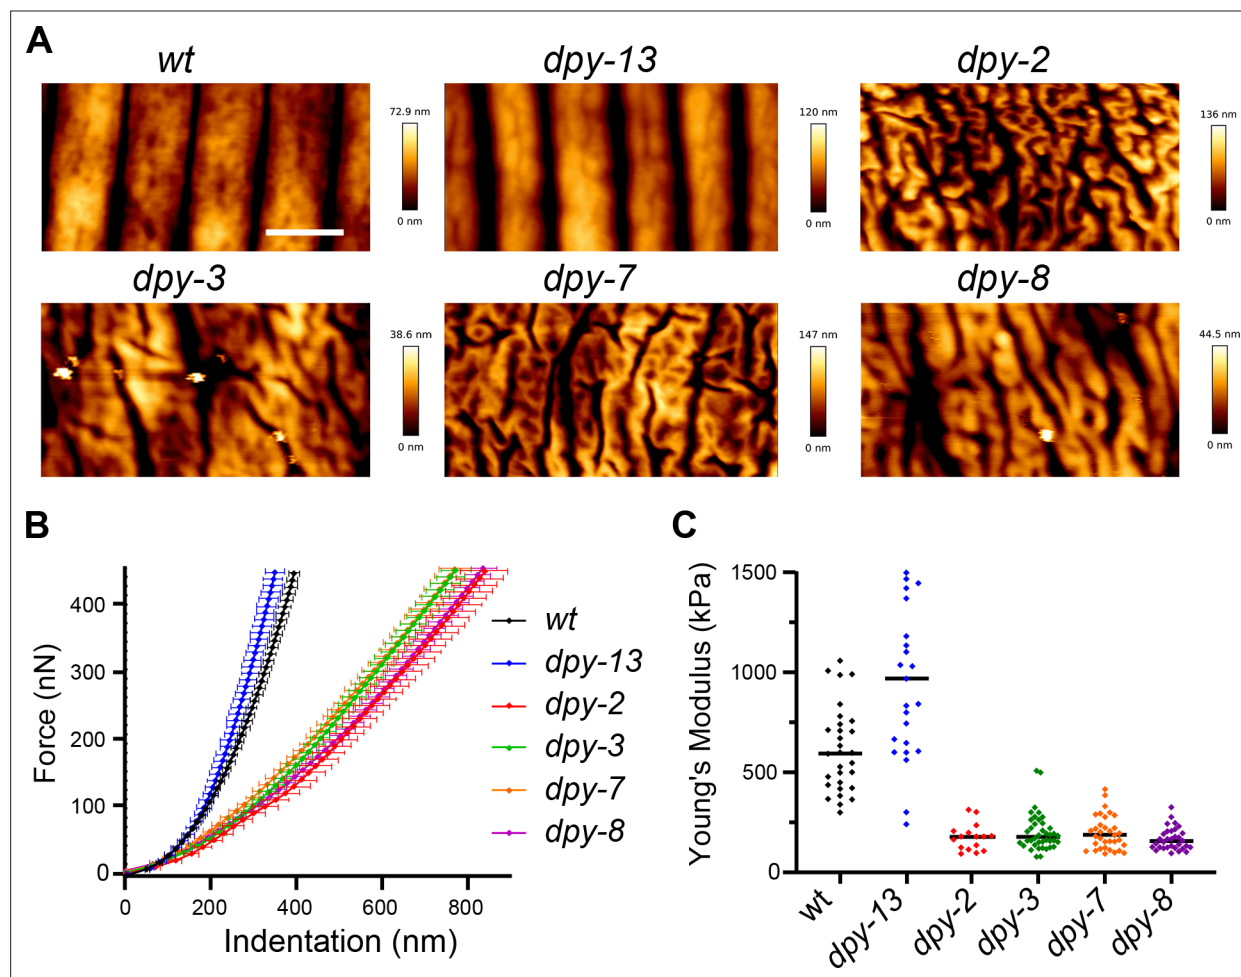 A
wt
dpy-13
dpy-2
72.9 nm
0 nm
120 nm
0 nm
136 nm
0 nm
dpy-3
dpy-7
dpy-8
38.6 nm
0 nm
147 nm
0 nm
44.5 nm
0 nm
B
Force (nN)
400
300
200
100
0
0 200 400 600 800
Indentation (nm)
wt
dpy-13
dpy-2
dpy-3
dpy-7
dpy-8
C
Young's Modulus (kPa)
1500
1000
500
0
wt
dpy-13
dpy-2
dpy-3
dpy-7
dpy-8